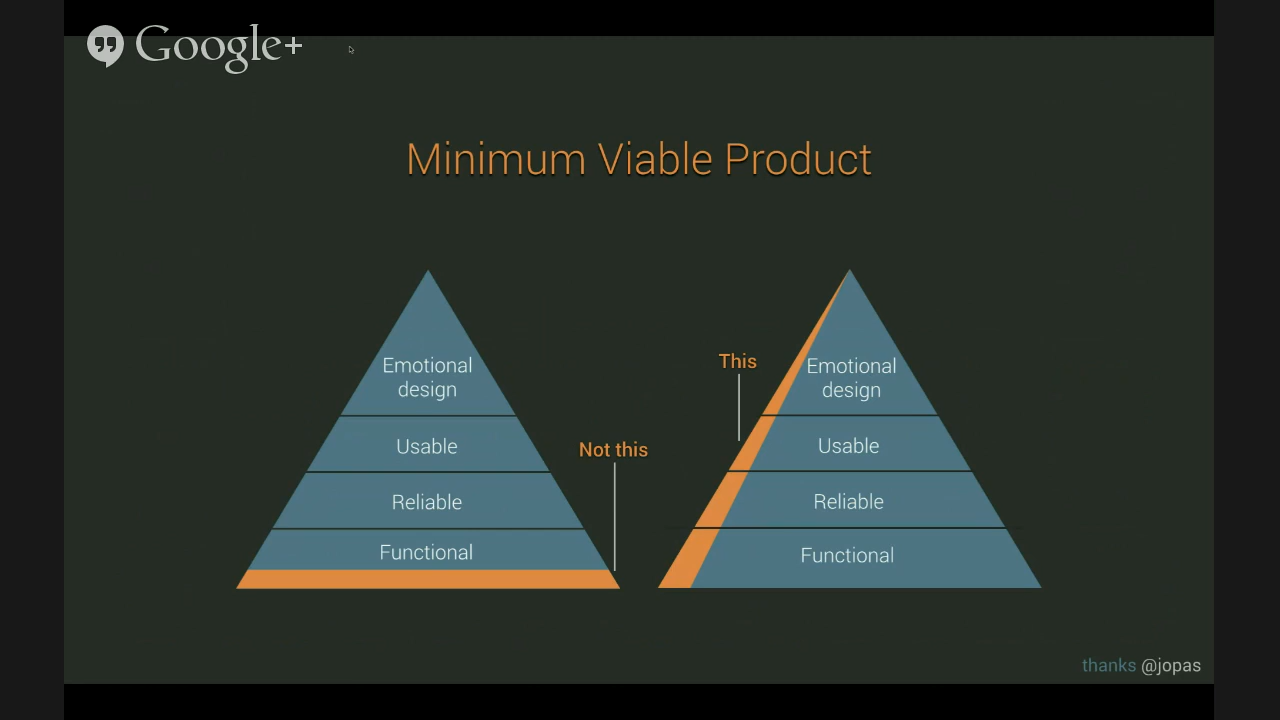 Google+
Minimum Viable Product
Emotional
design
Usable
Reliable
Functional
Not this
This
Emotional
design
Usable
Reliable
Functional
thanks @jopas